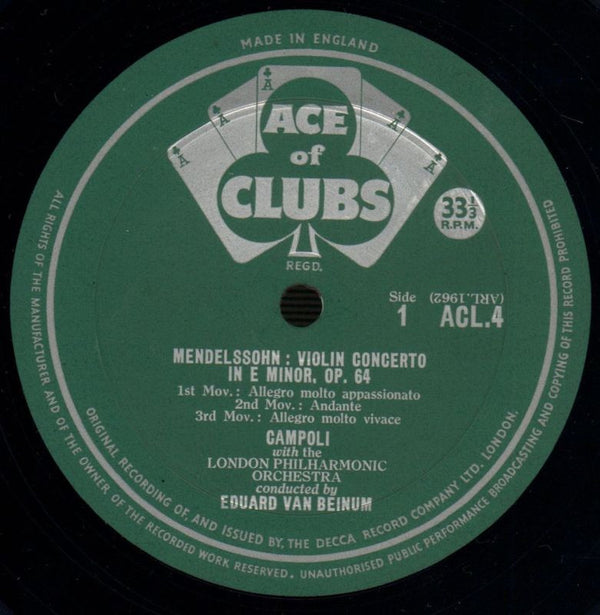 MADE IN ENGLAND
A
A
A
A
ACE
of
CLUBS
REGD.
33⅓
R.P.M.
Side (ARL.1962)
1 ACL.4
MENDELSSOHN : VIOLIN CONCERTO
IN E MINOR, OP. 64
1st Mov.: Allegro molto appassionato
2nd Mov.: Andante
3rd Mov.: Allegro molto vivace
CAMPOLI
with the
LONDON PHILHARMONIC
ORCHESTRA
conducted by
EDUARD VAN BEINUM
ORIGINAL RECORDING OF, AND ISSUED BY, THE DECCA RECORD COMPANY LTD. LONDON.
ALL RIGHTS OF THE MANUFACTURER AND OF THE OWNER OF THE RECORDED WORK RESERVED. UNAUTHORISED PUBLIC PERFORMANCE BROADCASTING AND COPYING OF THIS RECORD PROHIBITED